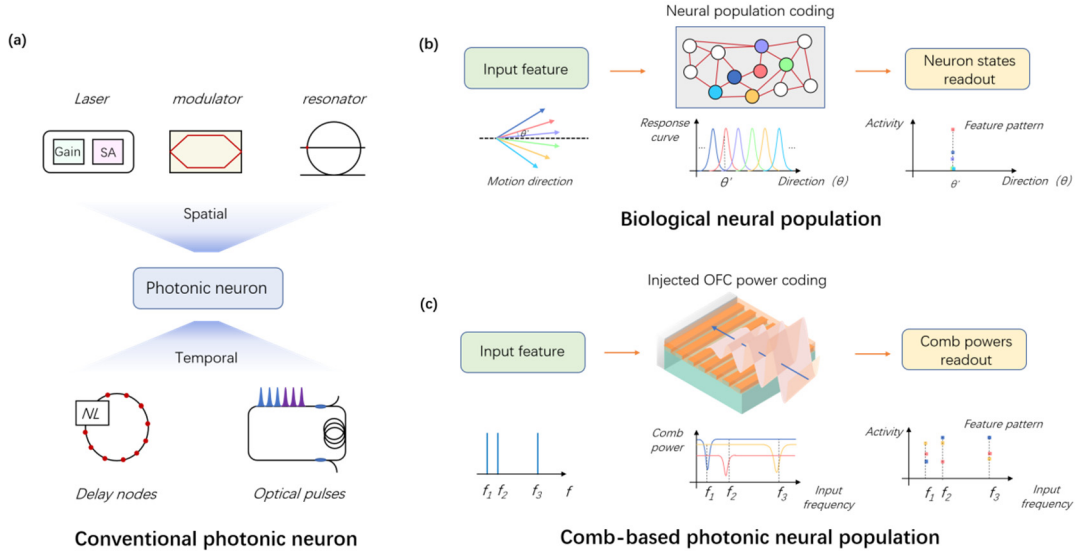 (a)
Laser
modulator
resonator
Gain
SA
Spatial
Photonic neuron
Temporal
NL
Delay nodes
Optical pulses
Conventional photonic neuron
(b)
Neural population coding
Input feature
Neuron states
readout
θ
Motion direction
Response
curve
...
...
θ'
Direction (θ)
Activity
Feature pattern
θ'
Direction (θ)
Biological neural population
(c)
Injected OFC power coding
Input feature
Comb powers
readout
f1 f2 f3 f
Comb
power
f1 f2 f3
Input
frequency
Activity
Feature pattern
f1 f2 f3
Input
frequency
Comb-based photonic neural population